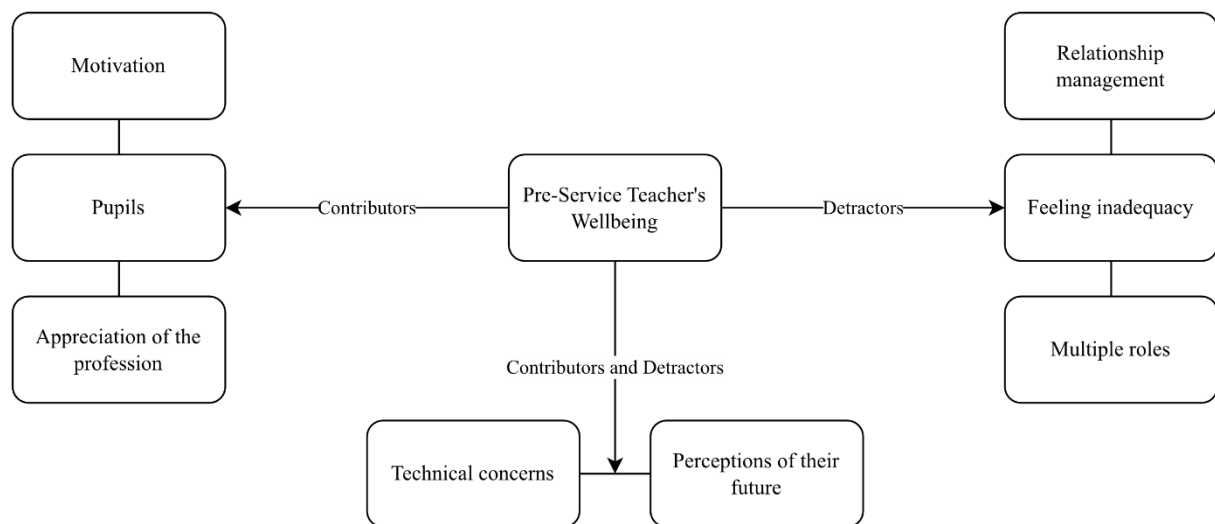 Motivation
Pupils
Appreciation of the
profession
Contributors
Pre-Service Teacher's
Wellbeing
Detractors
Relationship
management
Feeling inadequacy
Multiple roles
Contributors and Detractors
Technical concerns
Perceptions of their
future